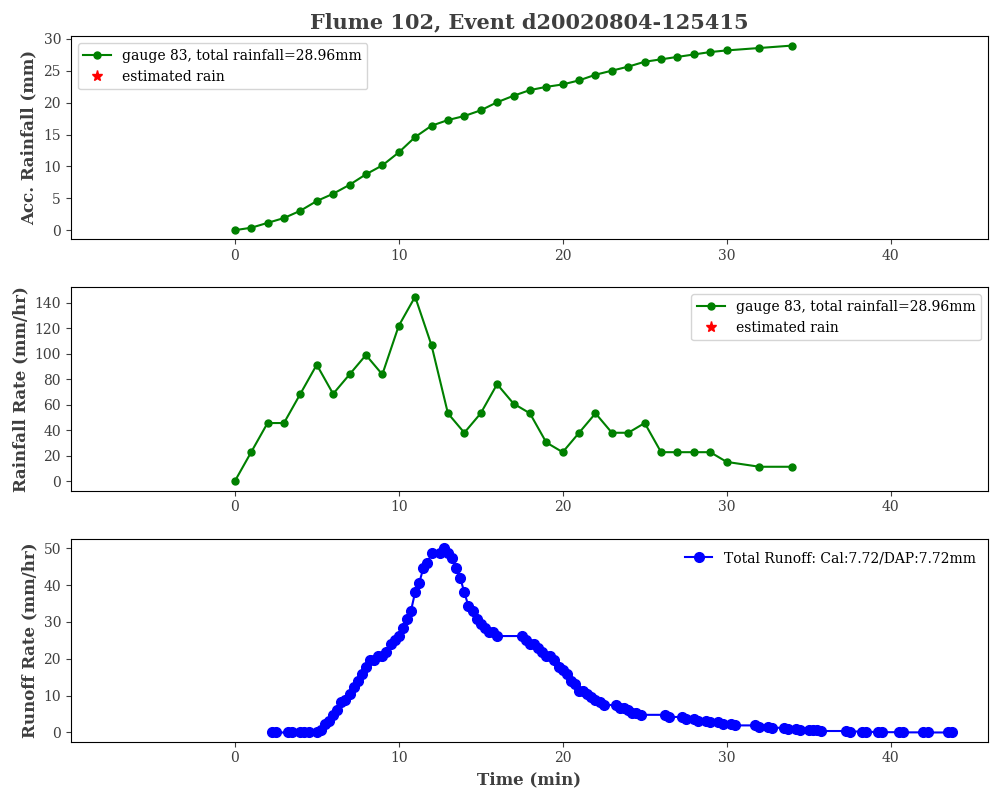 Flume 102, Event d20020804-125415
Acc. Rainfall (mm)
30
25
20
15
10
5
0
gauge 83, total rainfall=28.96mm
estimated rain
0 10 20 30 40
Rainfall Rate (mm/hr)
140
120
100
80
60
40
20
0
gauge 83, total rainfall=28.96mm
estimated rain
0 10 20 30 40
Runoff Rate (mm/hr)
50
40
30
20
10
0
Total Runoff: Cal:7.72/DAP:7.72mm
0 10 20 30 40
Time (min)